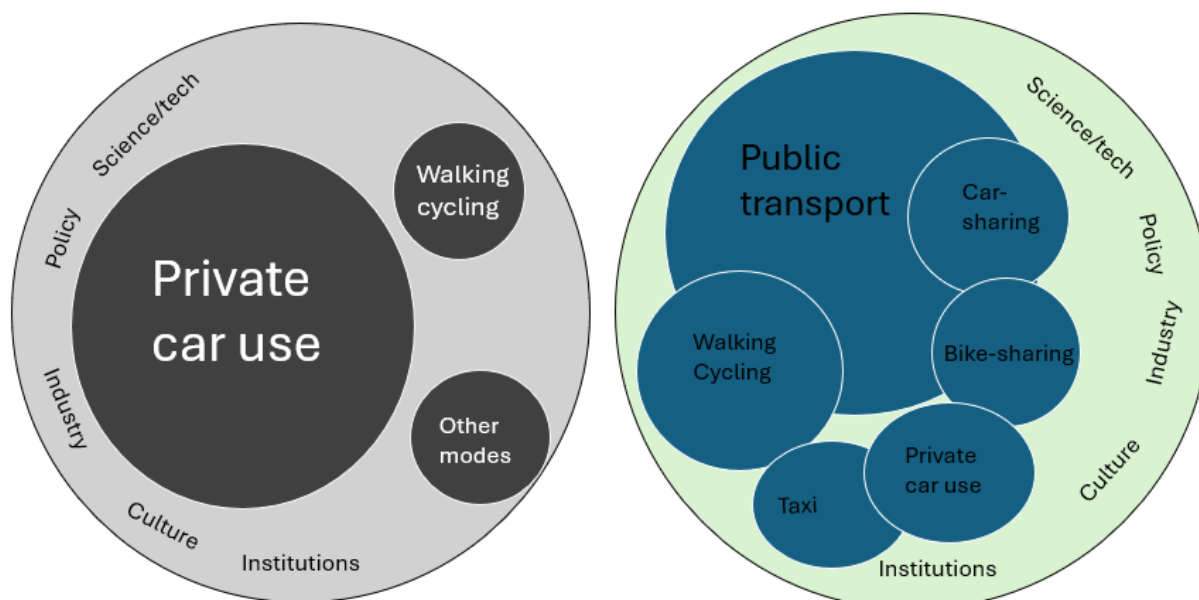 Science/tech
Policy
Industry
Culture
Institutions
Private
car use
Walking
cycling
Other
modes
Science/tech
Policy
Industry
Culture
Institutions
Public
transport
Car-
sharing
Bike-sharing
Walking
Cycling
Private
car use
Taxi